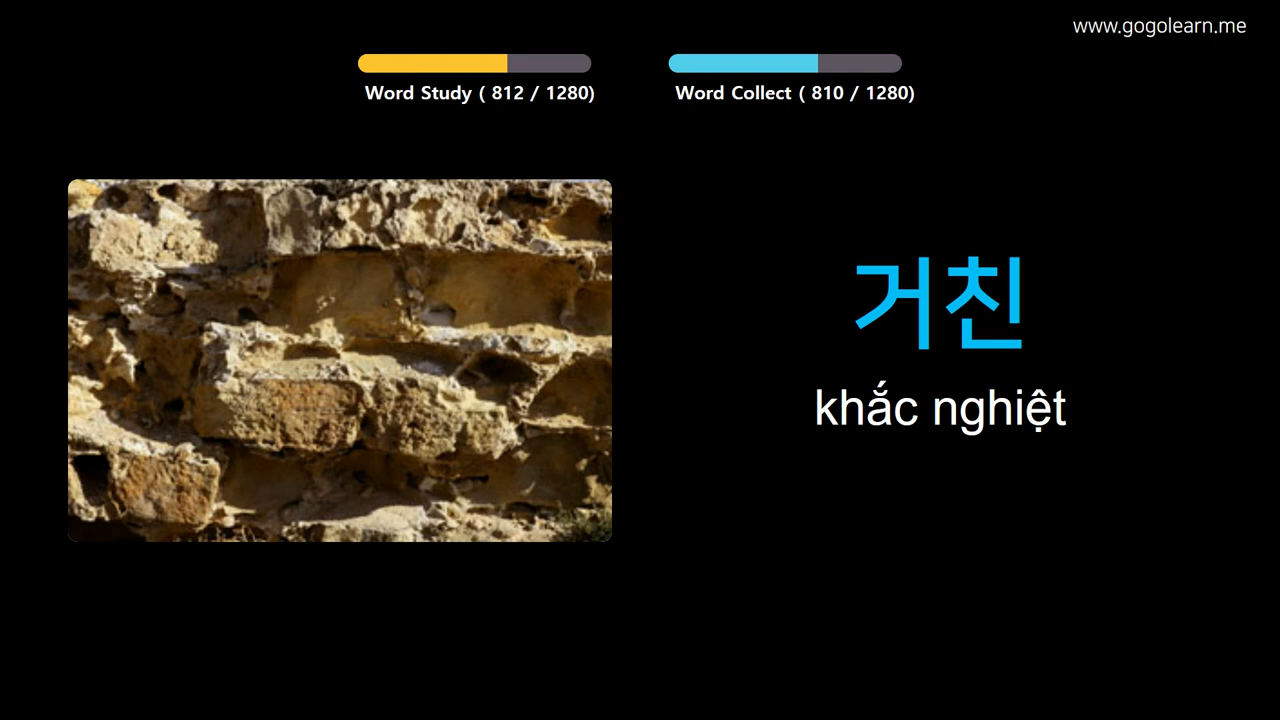 www.gogolearn.me
Word Study ( 812 / 1280)
Word Collect ( 810 / 1280)
거친
khắc nghiệt